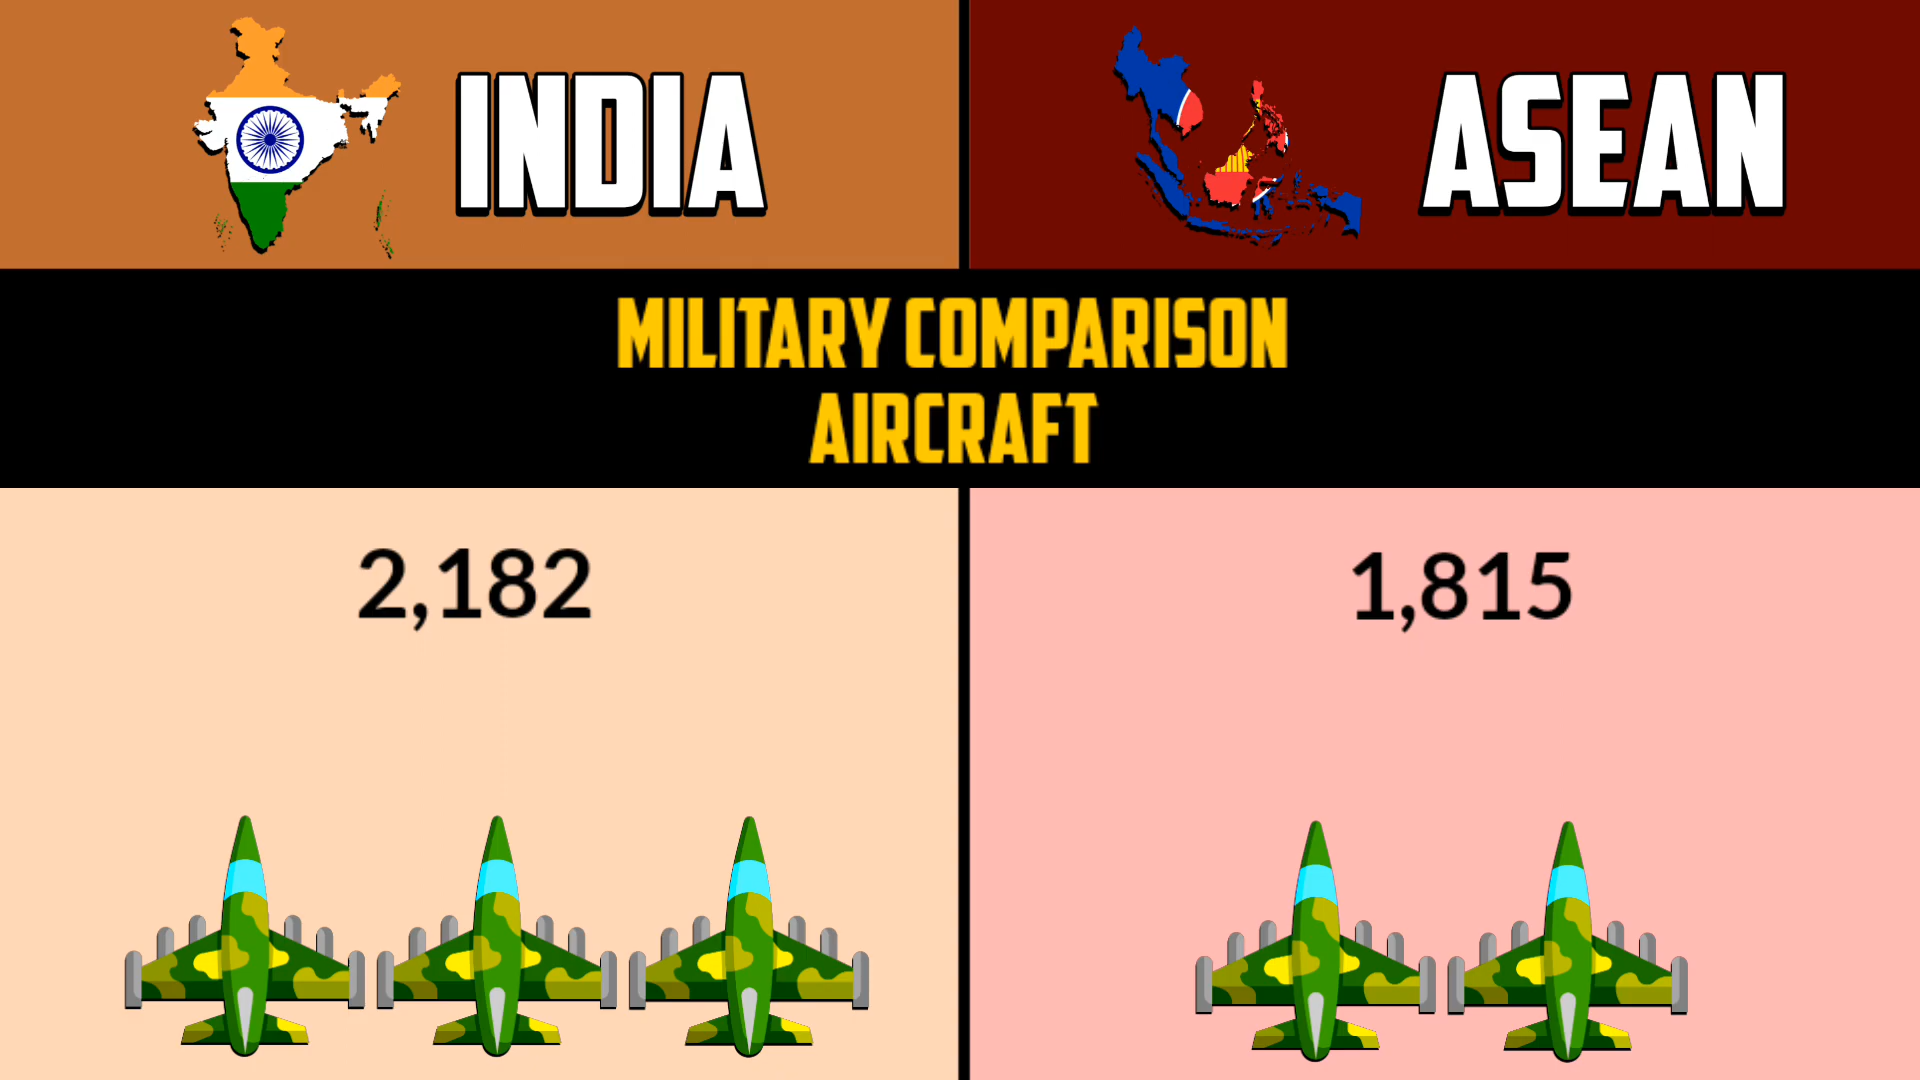 INDIA
ASEAN
MILITARY COMPARISON
AIRCRAFT
2,182
1,815